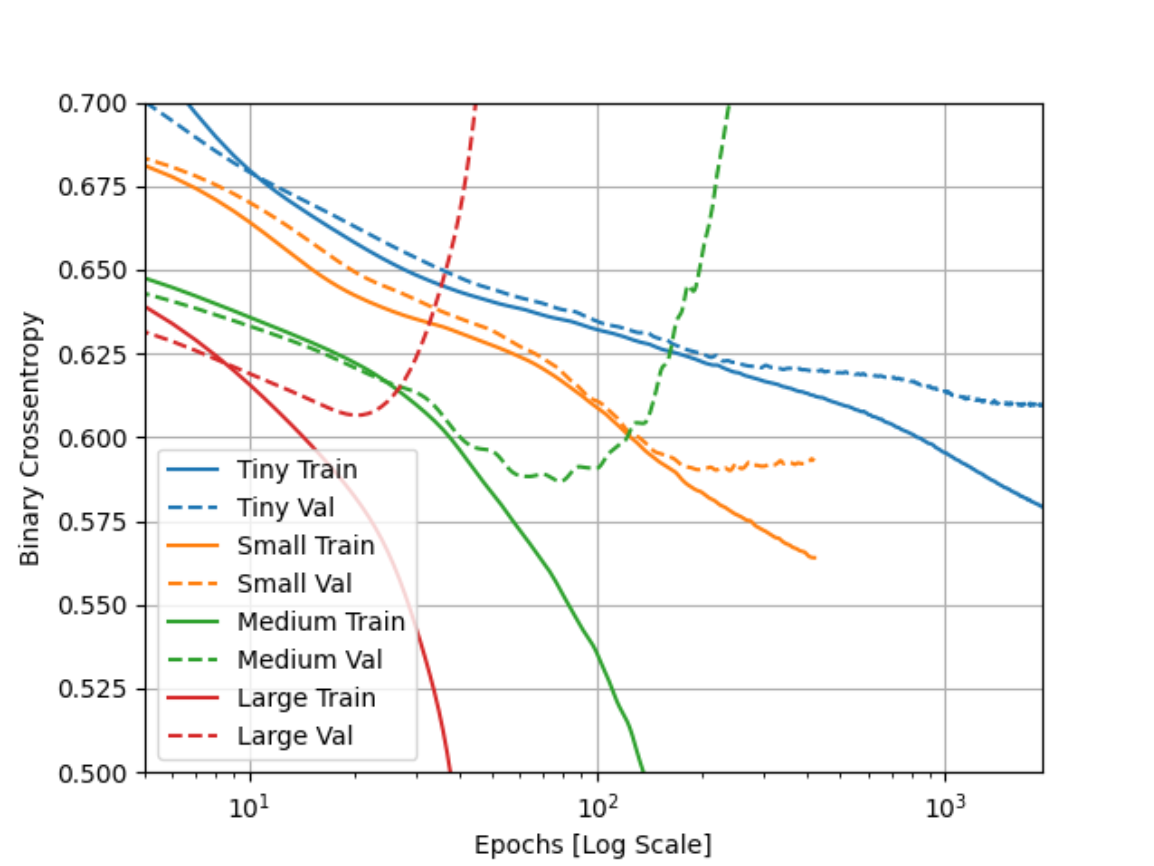 0.700
0.675
0.650
0.625
0.600
0.575
0.550
0.525
0.500
Binary Crossentropy
Tiny Train
Tiny Val
Small Train
Small Val
Medium Train
Medium Val
Large Train
Large Val
10¹ 10² 10³
Epochs [Log Scale]